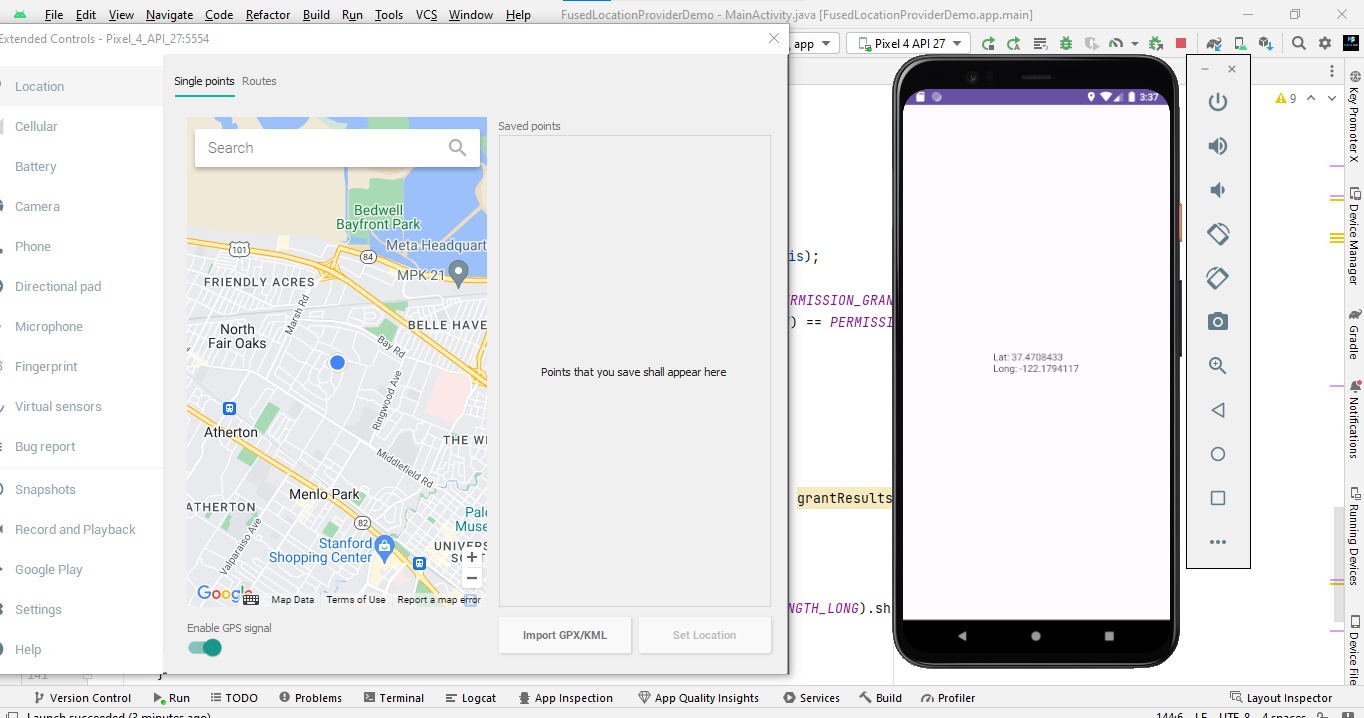 File Edit View Navigate Code Refactor Build Run Tools VCS Window Help FusedLocationProviderDemo - MainActivity.java [FusedLocationProviderDemo.app.main]
Extended Controls - Pixel_4_API_27:5554
app Pixel 4 API 27
Location
Cellular
Battery
Camera
Phone
Directional pad
Microphone
Fingerprint
Virtual sensors
Bug report
Snapshots
Record and Playback
Google Play
Settings
Help
Single points Routes
Search
Bedwell
Bayfront Park
Meta Headquart
101
84
MPK 21
FRIENDLY ACRES
Marsh Rd
North
Fair Oaks
BELLE HAVE
Bay Rd
Ringwood Ave
Atherton
THE WI
Middlefield Rd
Menlo Park
ATHERTON
82
Pal
Muse
Valparaiso Ave
Stanford
Shopping Center
UNIVERS
Google
Map Data Terms of Use Report a map error
Enable GPS signal
Saved points
Points that you save shall appear here
Import GPX/KML Set Location
9
is);
RMISSION_GRAN
) == PERMISSI
grantResults
NGTH_LONG).sh
141
3:37
Lat: 37.4708433
Long: -122.1794117
Key Promoter X
Device Manager
Gradle
Notifications
Running Devices
Device File
Version Control Run TODO Problems Terminal Logcat App Inspection App Quality Insights Services Build Profiler Layout Inspector
Launch succeeded (3 minutes ago) 144:6 LF UTF-8 4 spaces